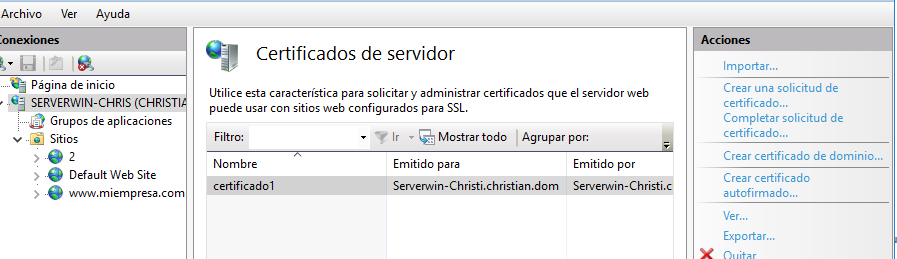 Archivo Ver Ayuda
Conexiones
Página de inicio
SERVERWIN-CHRIS (CHRISTIA
Grupos de aplicaciones
Sitios
2
Default Web Site
www.miempresa.com
Certificados de servidor
Utilice esta característica para solicitar y administrar certificados que el servidor web
puede usar con sitios web configurados para SSL.
Filtro: Ir Mostrar todo Agrupar por:
Nombre Emitido para Emitido por
certificado1 Serverwin-Christi.christian.dom Serverwin-Christi.c
Acciones
Importar...
Crear una solicitud de
certificado...
Completar solicitud de
certificado...
Crear certificado de dominio...
Crear certificado
autofirmado...
Ver...
Exportar...
Quitar